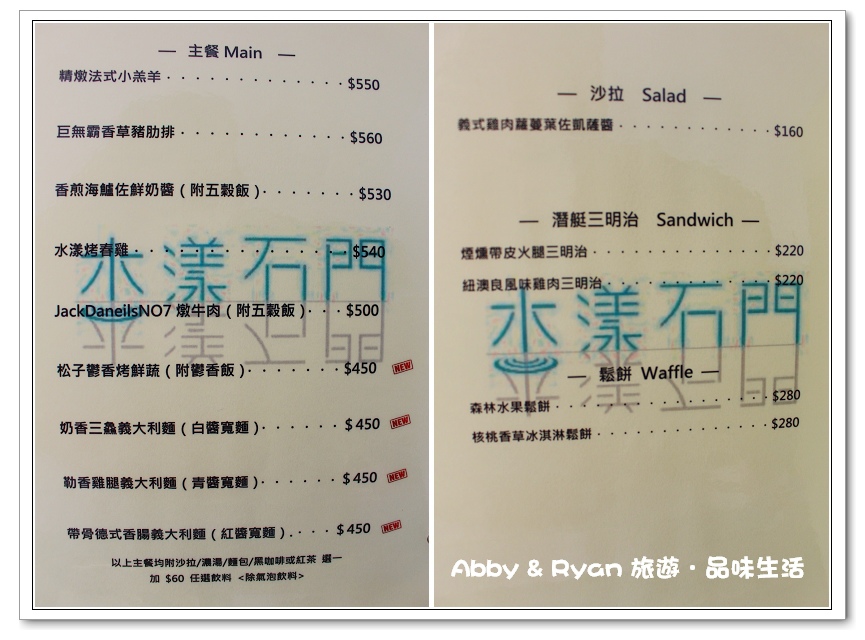 — 主餐 Main —
精燉法式小羔羊 · · · · · · · · · · · · · $550
巨無霸香草豬肋排 · · · · · · · · · · · · $560
香煎海鱸佐鮮奶醬 ( 附五穀飯 ) · · · · · · · $530
水漾烤春雞 · · · · · · · · · · · · · · $540
水漾石門
JackDaneilsNO7 燉牛肉 ( 附五穀飯 ) · · · $500
松子鬱香烤鮮蔬 ( 附鬱香飯 ) · · · · · · · $450 NEW
奶香三鱻義大利麵 ( 白醬寬麵 ) · · · · · · $450 NEW
勒香雞腿義大利麵 ( 青醬寬麵 ) · · · · · · $450 NEW
帶骨德式香腸義大利麵 ( 紅醬寬麵 ) · · · · $450 NEW
以上主餐均附沙拉/濃湯/麵包/黑咖啡或紅茶 選一
加 $60 任選飲料 <除氣泡飲料>
— 沙拉 Salad —
義式雞肉蘿蔓葉佐凱薩醬 · · · · · · · · · · · $160
— 潛艇三明治 Sandwich —
煙燻帶皮火腿三明治 · · · · · · · · · · · · · $220
紐澳良風味雞肉三明治 · · · · · · · · · · · · $220
水漾石門
— 鬆餅 Waffle —
森林水果鬆餅 · · · · · · · · · · · · · · · $280
核桃香草冰淇淋鬆餅 · · · · · · · · · · · · $280
Abby & Ryan 旅遊·品味生活